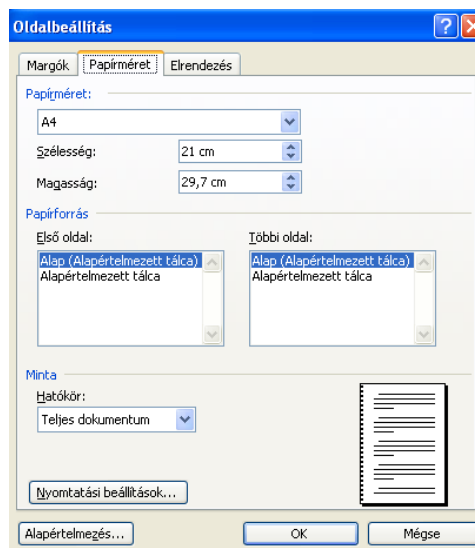 Oldalbeállítás
Margók Papírméret Elrendezés
Papírméret:
A4
Szélesség: 21 cm
Magasság: 29,7 cm
Papírforrás
Első oldal: Többi oldal:
Alap (Alapértelmezett tálca) Alap (Alapértelmezett tálca)
Alapértelmezett tálca Alapértelmezett tálca
Minta
Hatókör:
Teljes dokumentum
Nyomtatási beállítások...
Alapértelmezés... OK Mégse